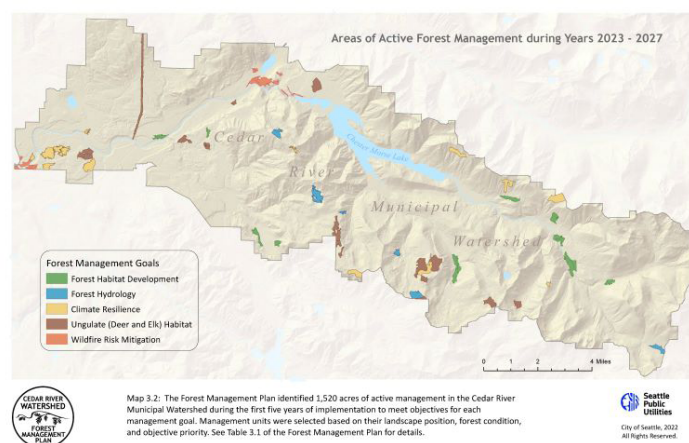 Areas of Active Forest Management during Years 2023 - 2027
Cedar
River
Municipal
Watershed
Chester Morse Lake
Forest Management Goals
Forest Habitat Development
Forest Hydrology
Climate Resilience
Ungulate (Deer and Elk) Habitat
Wildfire Risk Mitigation
0 1 2 4 Miles
CEDAR RIVER
WATERSHED
FOREST
MANAGEMENT
PLAN
Map 3.2: The Forest Management Plan identified 1,520 acres of active management in the Cedar River
Municipal Watershed during the first five years of implementation to meet objectives for each
management goal. Management units were selected based on their landscape position, forest condition,
and objective priority. See Table 3.1 of the Forest Management Plan for details.
Seattle
Public
Utilities
City of Seattle, 2022
All Rights Reserved.